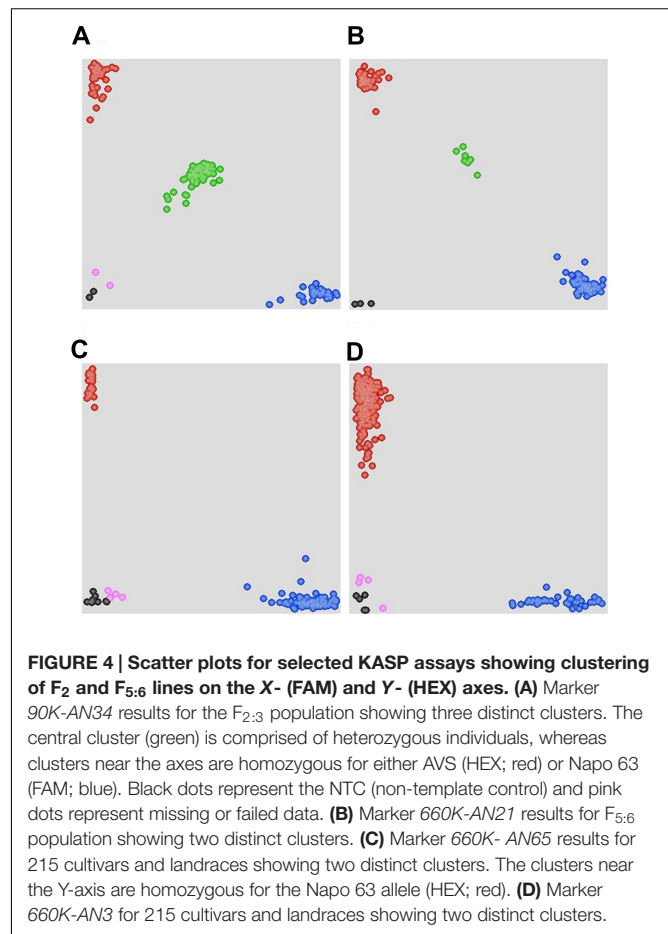 A
B
C
D
FIGURE 4 | Scatter plots for selected KASP assays showing clustering
of F2 and F5:6 lines on the X- (FAM) and Y- (HEX) axes. (A) Marker
90K-AN34 results for the F2:3 population showing three distinct clusters. The
central cluster (green) is comprised of heterozygous individuals, whereas
clusters near the axes are homozygous for either AVS (HEX; red) or Napo 63
(FAM; blue). Black dots represent the NTC (non-template control) and pink
dots represent missing or failed data. (B) Marker 660K-AN21 results for F5:6
population showing two distinct clusters. (C) Marker 660K- AN65 results for
215 cultivars and landraces showing two distinct clusters. The clusters near
the Y-axis are homozygous for the Napo 63 allele (HEX; red). (D) Marker
660K-AN3 for 215 cultivars and landraces showing two distinct clusters.